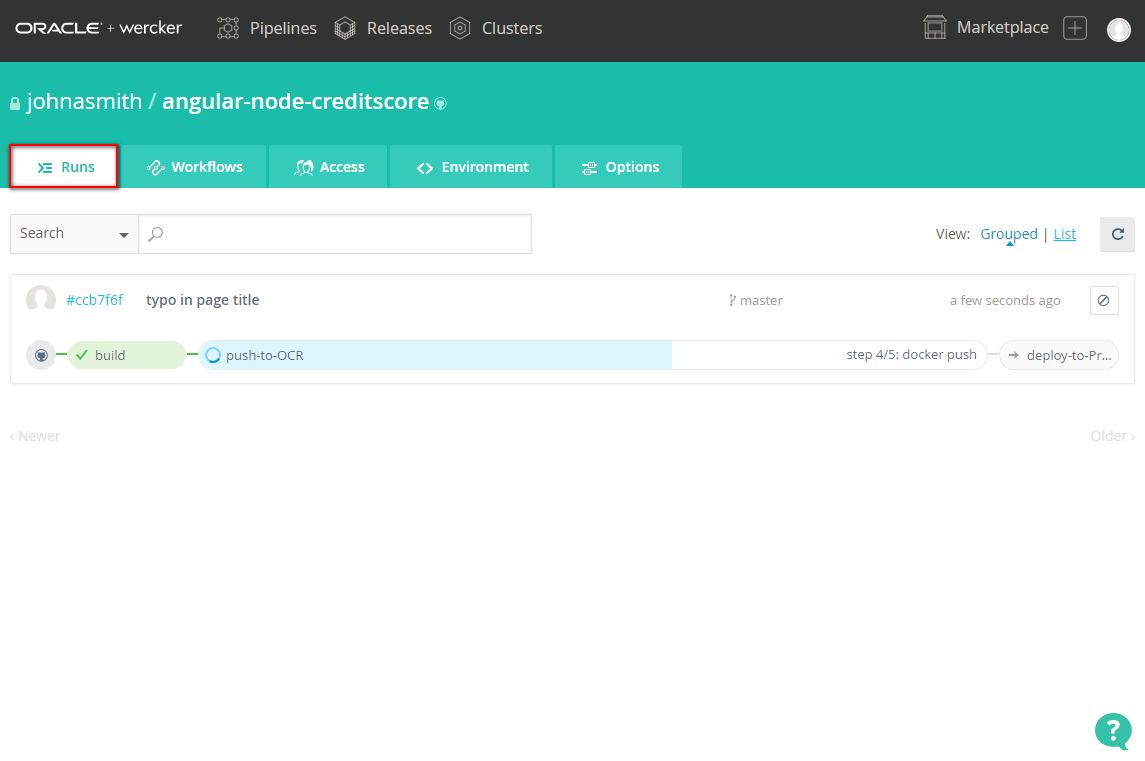 ORACLE + wercker Pipelines Releases Clusters Marketplace
johnasmith / angular-node-creditscore
Runs Workflows Access Environment Options
Search View: Grouped | List
#ccb7f6f typo in page title master a few seconds ago
build push-to-OCR step 4/5: docker push deploy-to-Pr...
‹ Newer Older ›
?